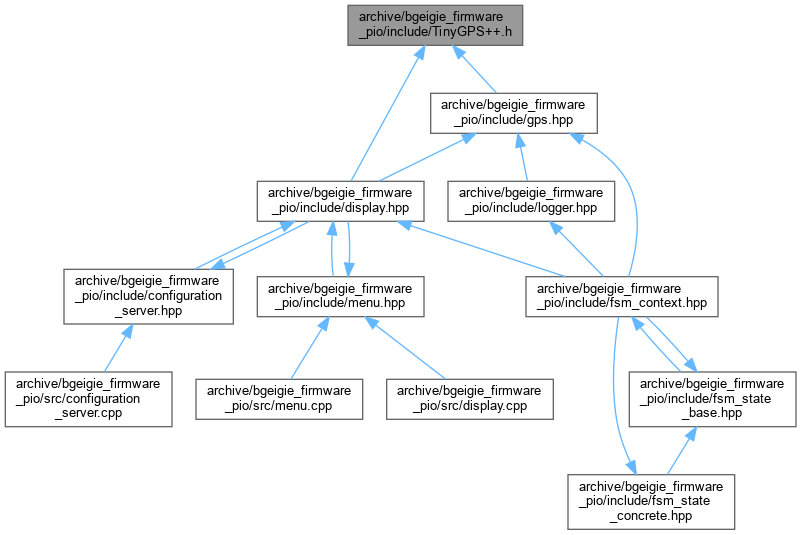 archive/bgeigie_firmware
_pio/include/TinyGPS++.h
archive/bgeigie_firmware
_pio/include/gps.hpp
archive/bgeigie_firmware
_pio/include/display.hpp
archive/bgeigie_firmware
_pio/include/logger.hpp
archive/bgeigie_firmware
_pio/include/configuration
_server.hpp
archive/bgeigie_firmware
_pio/include/menu.hpp
archive/bgeigie_firmware
_pio/include/fsm_context.hpp
archive/bgeigie_firmware
_pio/src/configuration
_server.cpp
archive/bgeigie_firmware
_pio/src/menu.cpp
archive/bgeigie_firmware
_pio/src/display.cpp
archive/bgeigie_firmware
_pio/include/fsm_state
_base.hpp
archive/bgeigie_firmware
_pio/include/fsm_state
_concrete.hpp